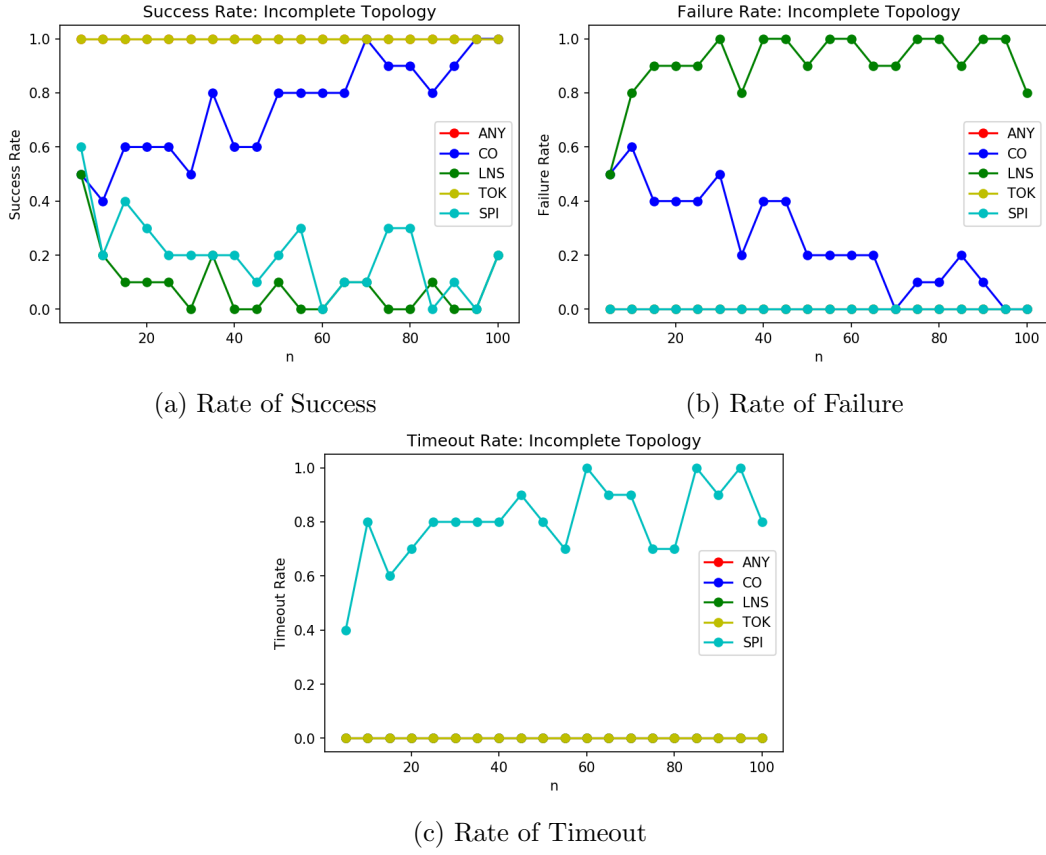 Success Rate: Incomplete Topology
1.0
0.8
0.6
0.4
0.2
0.0
Success Rate
20
40
60
80
100
n
ANY
CO
LNS
TOK
SPI
(a) Rate of Success
Failure Rate: Incomplete Topology
1.0
0.8
0.6
0.4
0.2
0.0
Failure Rate
20
40
60
80
100
n
ANY
CO
LNS
TOK
SPI
(b) Rate of Failure
Timeout Rate: Incomplete Topology
1.0
0.8
0.6
0.4
0.2
0.0
Timeout Rate
20
40
60
80
100
n
ANY
CO
LNS
TOK
SPI
(c) Rate of Timeout